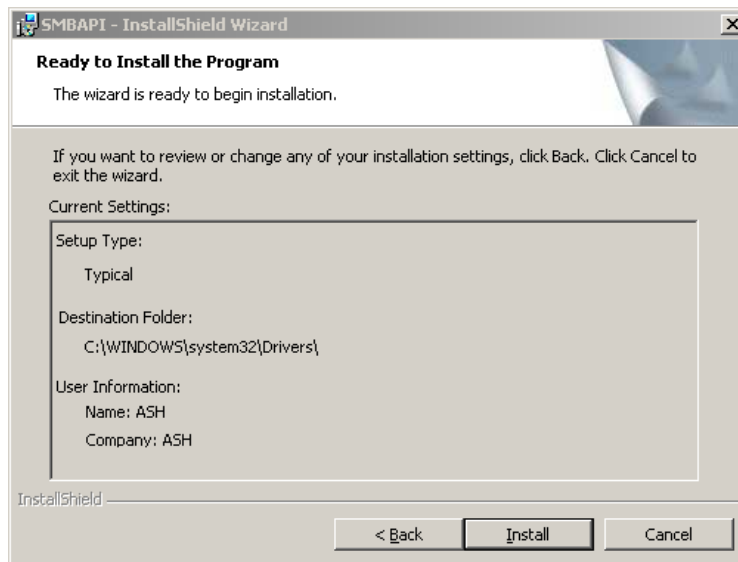 SMBAPI - InstallShield Wizard
Ready to Install the Program
The wizard is ready to begin installation.
If you want to review or change any of your installation settings, click Back. Click Cancel to
exit the wizard.
Current Settings:
Setup Type:
Typical
Destination Folder:
C:\WINDOWS\system32\Drivers\
User Information:
Name: ASH
Company: ASH
InstallShield
< Back
Install
Cancel